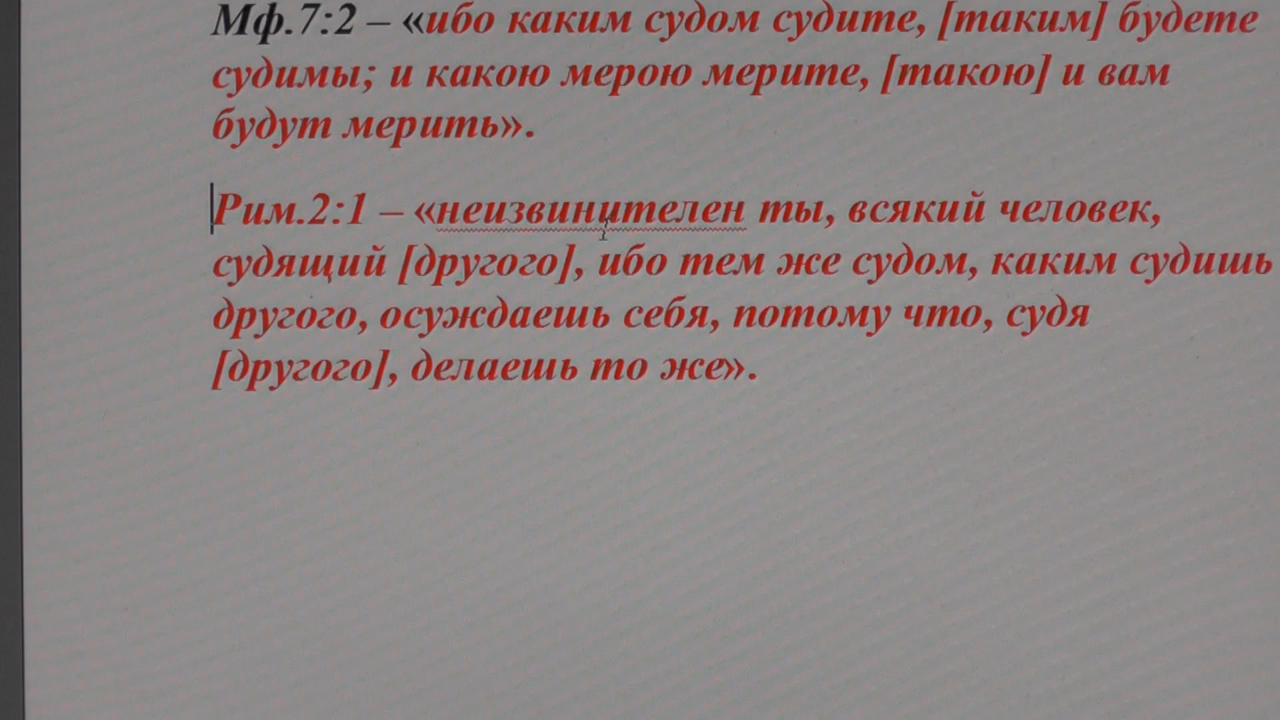 Мф.7:2 – «ибо каким судом судите, [таким] будете
судимы; и какою мерою мерите, [такою] и вам
будут мерить».
Рим.2:1 – «неизвинителен ты, всякий человек,
судящий [другого], ибо тем же судом, каким судишь
другого, осуждаешь себя, потому что, судя
[другого], делаешь то же».